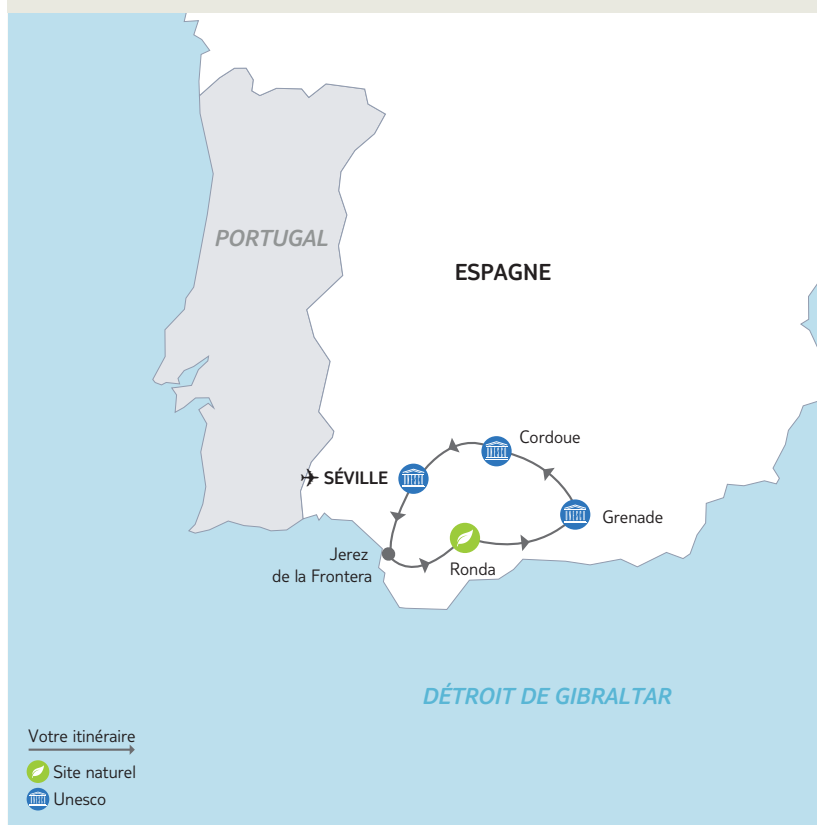 PORTUGAL
ESPAGNE
Cordoue
SÉVILLE
Grenade
Jerez
de la Frontera
Ronda
DÉTROIT DE GIBRALTAR
Votre itinéraire
Site naturel
Unesco